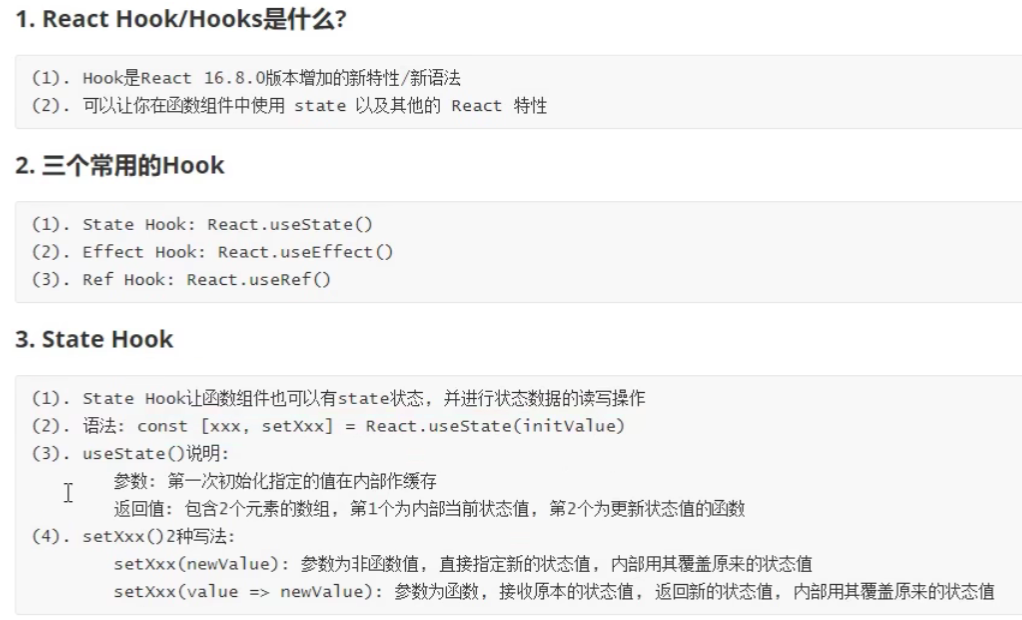 1. React Hook/Hooks是什么?
(1). Hook是React 16.8.0版本增加的新特性/新语法
(2). 可以让你在函数组件中使用 state 以及其他的 React 特性
2. 三个常用的Hook
(1). State Hook: React.useState()
(2). Effect Hook: React.useEffect()
(3). Ref Hook: React.useRef()
3. State Hook
(1). State Hook让函数组件也可以有state状态, 并进行状态数据的读写操作
(2). 语法: const [xxx, setXxx] = React.useState(initValue)
(3). useState()说明:
参数: 第一次初始化指定的值在内部作缓存
返回值: 包含2个元素的数组, 第1个为内部当前状态值, 第2个为更新状态值的函数
(4). setXxx()2种写法:
setXxx(newValue): 参数为非函数值, 直接指定新的状态值, 内部用其覆盖原来的状态值
setXxx(value => newValue): 参数为函数, 接收原本的状态值, 返回新的状态值, 内部用其覆盖原来的状态值